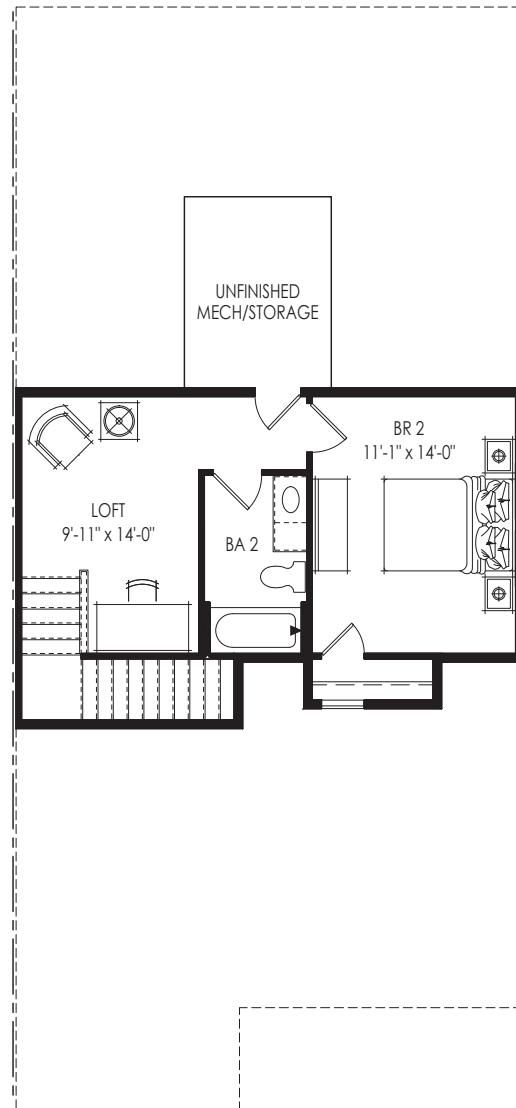 UNFINISHED
MECH/STORAGE
BR 2
11'-1" x 14'-0"
LOFT
9'-11" x 14'-0"
BA 2